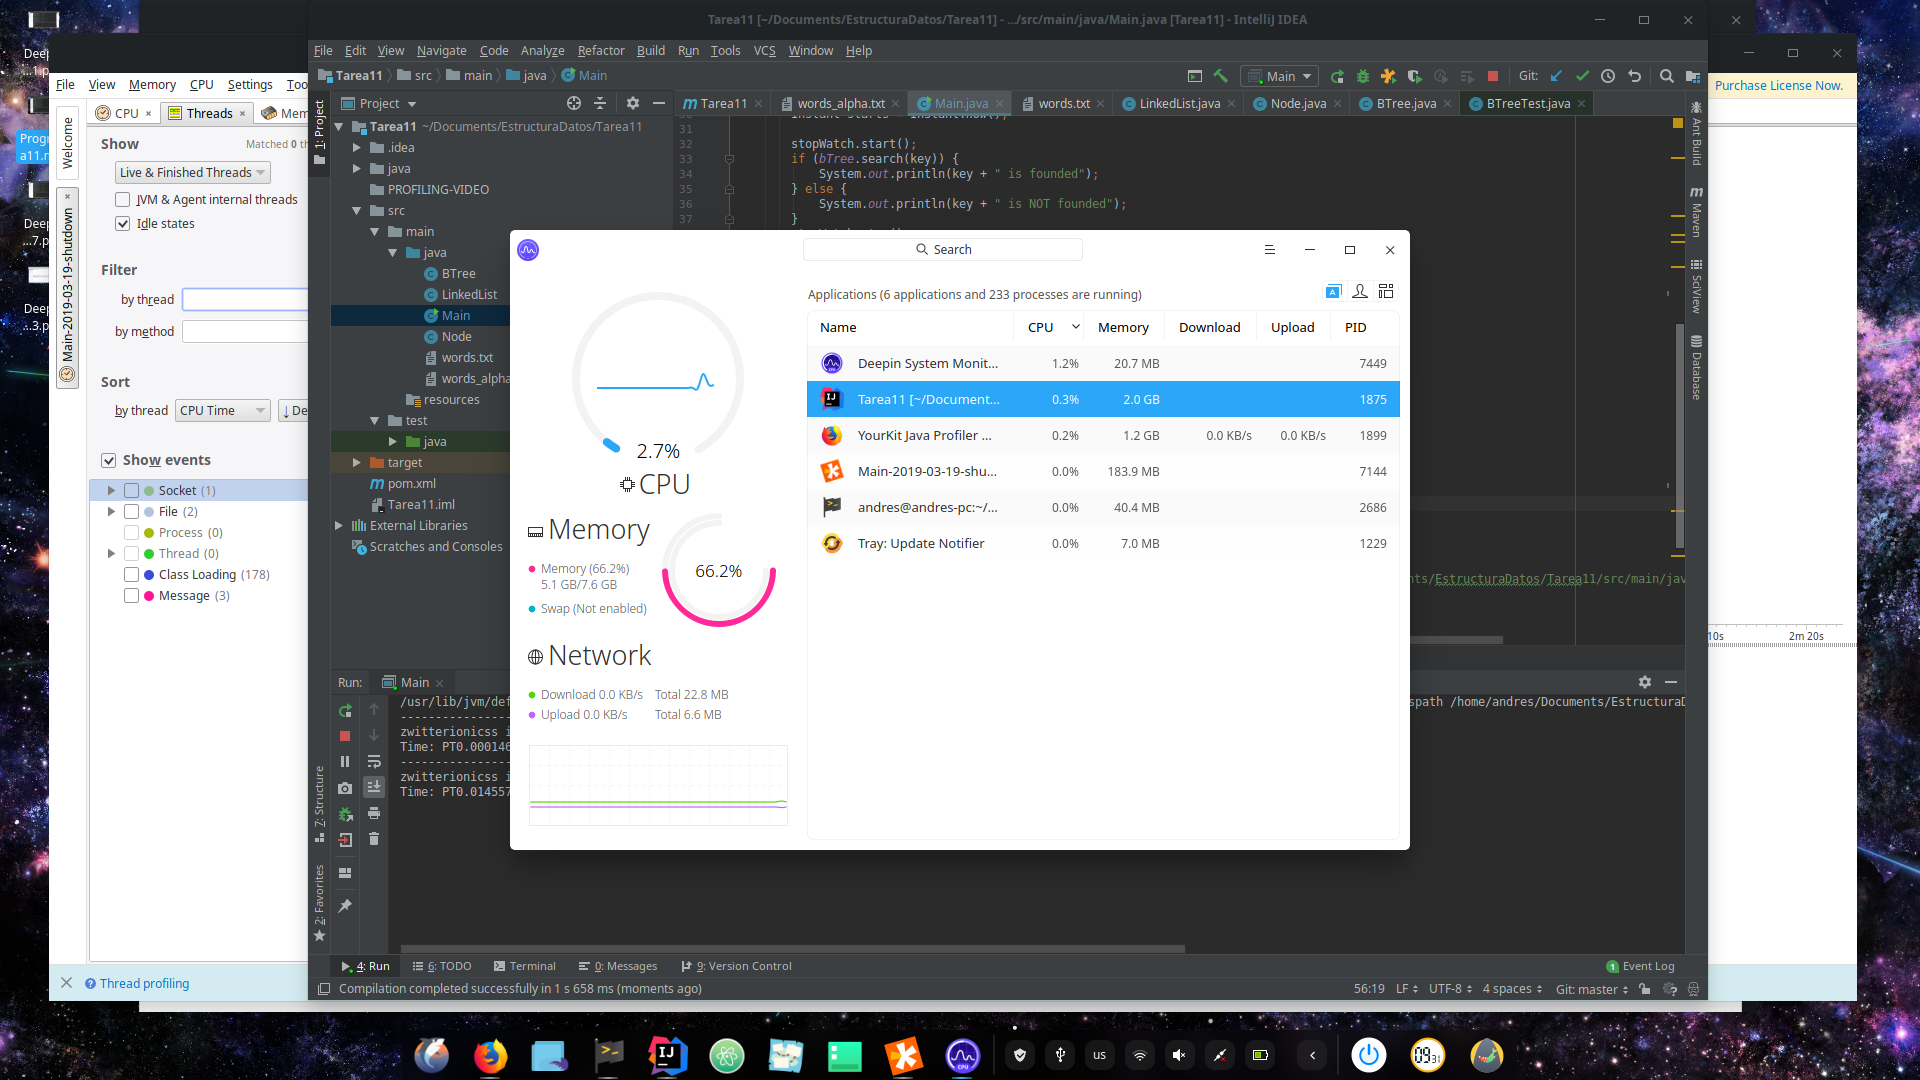 Tarea11 [~/Documents/EstructuraDatos/Tarea11] - .../src/main/java/Main.java [Tarea11] - IntelliJ IDEA
File Edit View Navigate Code Analyze Refactor Build Run Tools VCS Window Help
Tarea11 src main java Main
Main
Git:
File View Memory CPU Settings
Purchase License Now.
CPU Threads
Welcome
Main-2019-03-19-shutdown
Show
Matched 0
Live & Finished Threads
JVM & Agent internal threads
Idle states
Filter
by thread
by method
Sort
by thread CPU Time
Show events
Socket (1)
File (2)
Process (0)
Thread (0)
Class Loading (178)
Message (3)
Thread profiling
1: Project
Project
Tarea11 ~/Documents/EstructuraDatos/Tarea11
.idea
java
PROFILING-VIDEO
src
main
java
BTree
LinkedList
Main
Node
words.txt
words_alpha
resources
test
java
target
pom.xml
Tarea11.iml
External Libraries
Scratches and Consoles
Tarea11 words_alpha.txt Main.java words.txt LinkedList.java Node.java BTree.java BTreeTest.java
31
32 stopWatch.start();
33 if (bTree.search(key)) {
34 System.out.println(key + " is founded");
35 } else {
36 System.out.println(key + " is NOT founded");
37 }
ts/EstructuraDatos/Tarea11/src/main/jav
Ant Build
Maven
SciView
Database
10s 2m 20s
Search
2.7%
CPU
Memory
Memory (66.2%)
5.1 GB/7.6 GB
Swap (Not enabled)
66.2%
Network
Download 0.0 KB/s Total 22.8 MB
Upload 0.0 KB/s Total 6.6 MB
Applications (6 applications and 233 processes are running)
Name CPU Memory Download Upload PID
Deepin System Monit... 1.2% 20.7 MB 7449
Tarea11 [~/Document... 0.3% 2.0 GB 1875
YourKit Java Profiler ... 0.2% 1.2 GB 0.0 KB/s 0.0 KB/s 1899
Main-2019-03-19-shu... 0.0% 183.9 MB 7144
andres@andres-pc:~/... 0.0% 40.4 MB 2686
Tray: Update Notifier 0.0% 7.0 MB 1229
Run: Main
/usr/lib/jvm/def
spath /home/andres/Documents/EstructuraD
zwitterionicss i
Time: PT0.000146
zwitterionicss i
Time: PT0.014557
7: Structure
2: Favorites
4: Run 6: TODO Terminal 0: Messages 9: Version Control
1 Event Log
Compilation completed successfully in 1 s 658 ms (moments ago)
56:19 LF UTF-8 4 spaces Git: master
us
09 31